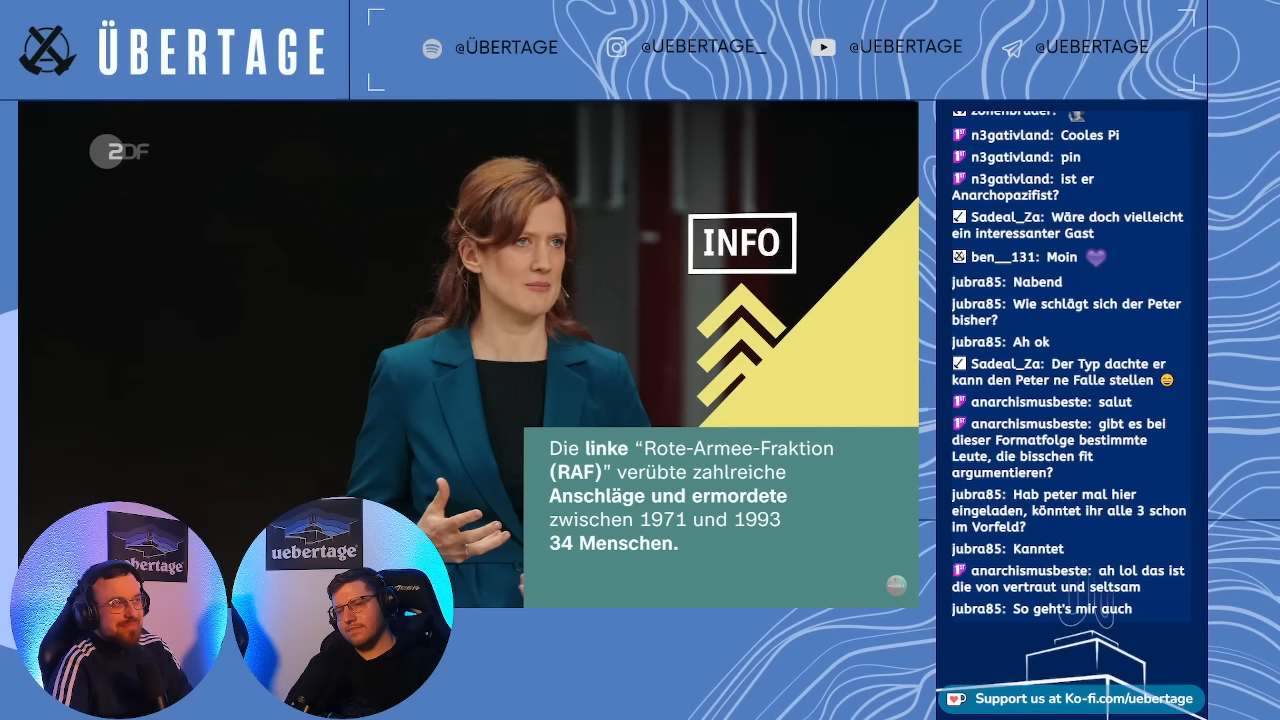 ÜBERTAGE
@ÜBERTAGE
@UEBERTAGE_
@UEBERTAGE
@UEBERTAGE
ZDF
INFO
Die linke “Rote-Armee-Fraktion
(RAF)” verübte zahlreiche
Anschläge und ermordete
zwischen 1971 und 1993
34 Menschen.
uebertage
uebertage
zonenbruder:
n3gativland: Cooles Pi
n3gativland: pin
n3gativland: ist er
Anarchopazifist?
Sadeal_Za: Wäre doch vielleicht
ein interessanter Gast
ben__131: Moin
jubra85: Nabend
jubra85: Wie schlägt sich der Peter
bisher?
jubra85: Ah ok
Sadeal_Za: Der Typ dachte er
kann den Peter ne Falle stellen
anarchismusbeste: salut
anarchismusbeste: gibt es bei
dieser Formatfolge bestimmte
Leute, die bisschen fit
argumentieren?
jubra85: Hab peter mal hier
eingeladen, könntet ihr alle 3 schon
im Vorfeld?
jubra85: Kanntet
anarchismusbeste: ah lol das ist
die von vertraut und seltsam
jubra85: So geht's mir auch
Support us at Ko-fi.com/uebertage